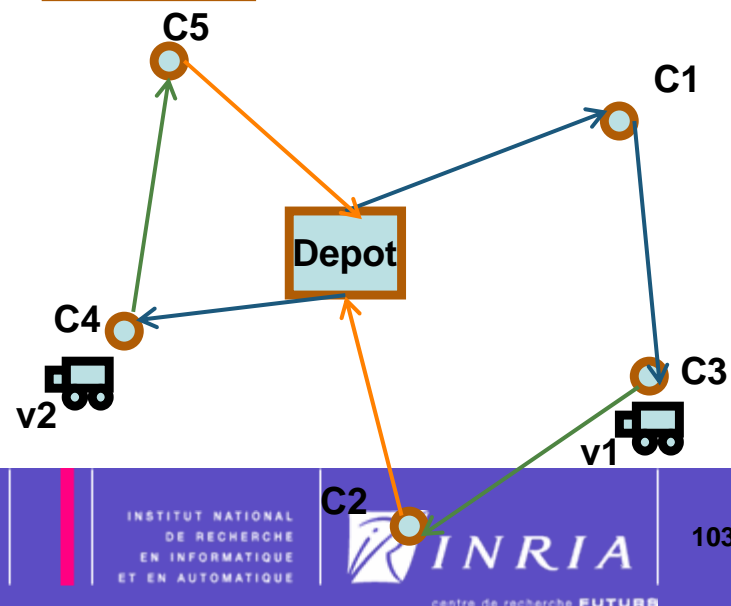 C5
C1
Depot
C4
C3
v2
v1
C2
INSTITUT NATIONAL
DE RECHERCHE
EN INFORMATIQUE
ET EN AUTOMATIQUE
INRIA
103
centre de recherche FUTURS